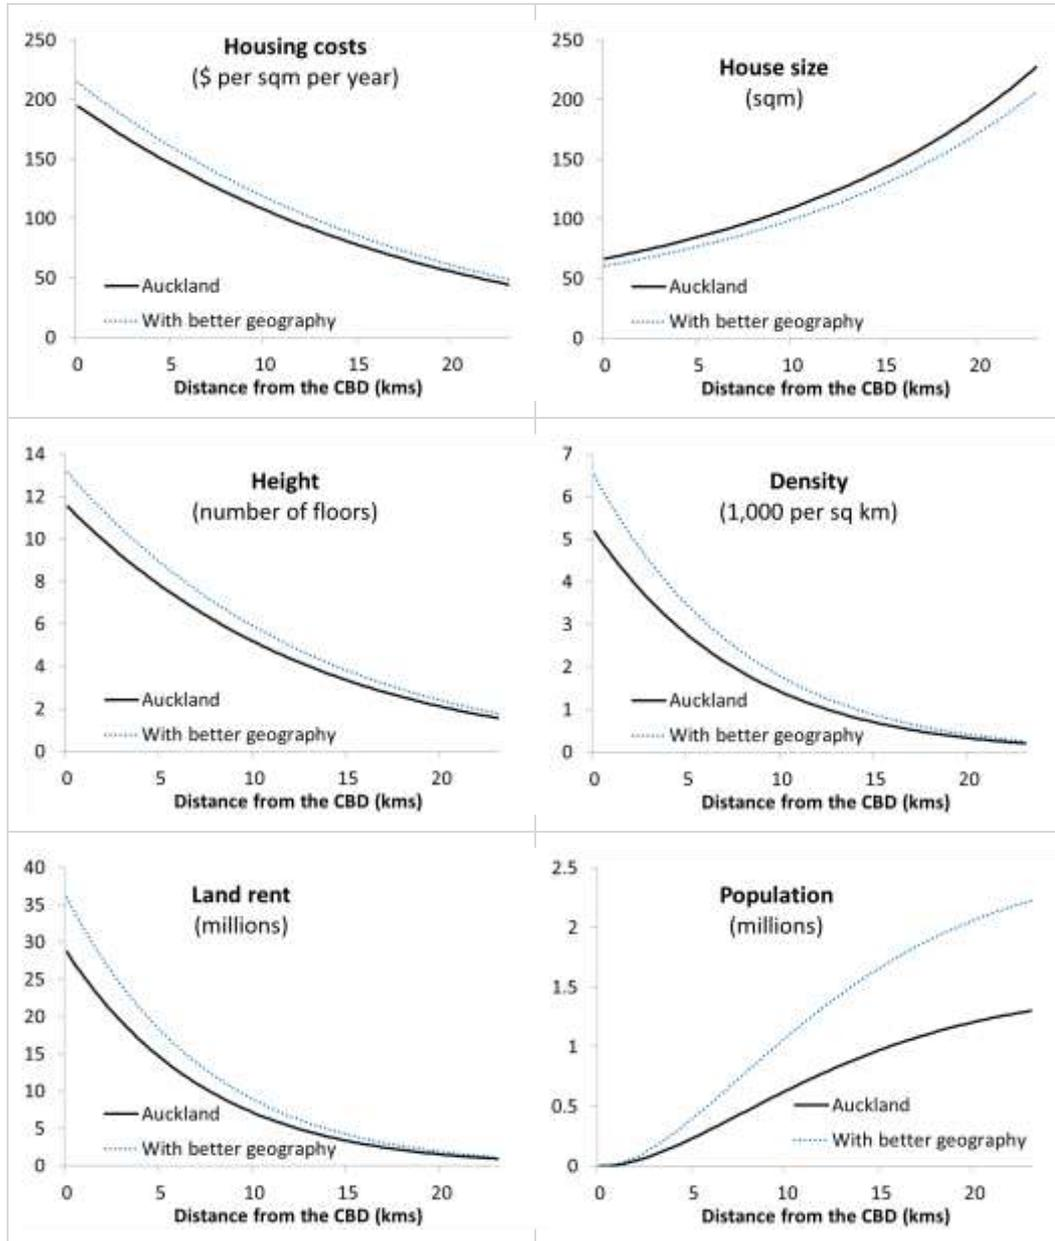 Housing costs
($ per sqm per year)
250
200
150
100
50
0
Auckland
With better geography
0 5 10 15 20
Distance from the CBD (kms)
House size
(sqm)
250
200
150
100
50
0
Auckland
With better geography
0 5 10 15 20
Distance from the CBD (kms)
Height
(number of floors)
14
12
10
8
6
4
2
0
Auckland
With better geography
0 5 10 15 20
Distance from the CBD (kms)
Density
(1,000 per sq km)
7
6
5
4
3
2
1
0
Auckland
With better geography
0 5 10 15 20
Distance from the CBD (kms)
Land rent
(millions)
40
35
30
25
20
15
10
5
0
Auckland
With better geography
0 5 10 15 20
Distance from the CBD (kms)
Population
(millions)
2.5
2
1.5
1
0.5
0
Auckland
With better geography
0 5 10 15 20
Distance from the CBD (kms)